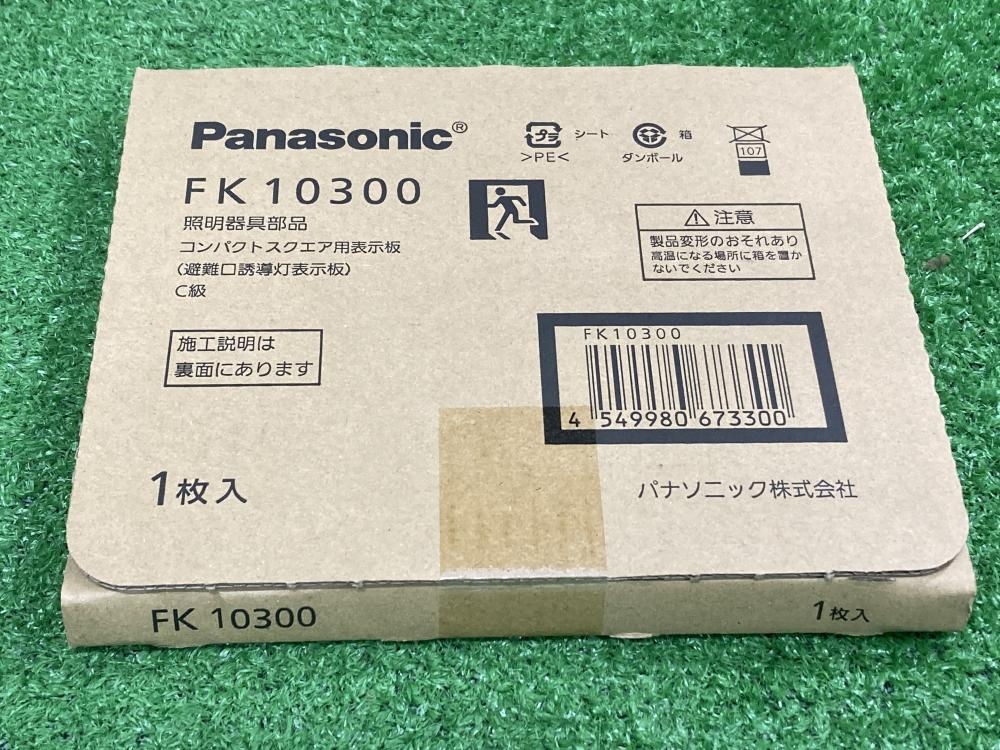 Panasonic®
プラ シート
>PE<
箱
ダンボール
107
FK10300
照明器具部品
コンパクトスクエア用表示板
(避難口誘導灯表示板)
C級
注意
製品変形のおそれあり
高温になる場所に箱を置か
ないでください
施工説明は
裏面にあります
FK10300
4 549980 673300
1枚入
パナソニック株式会社
FK 10300
1枚入